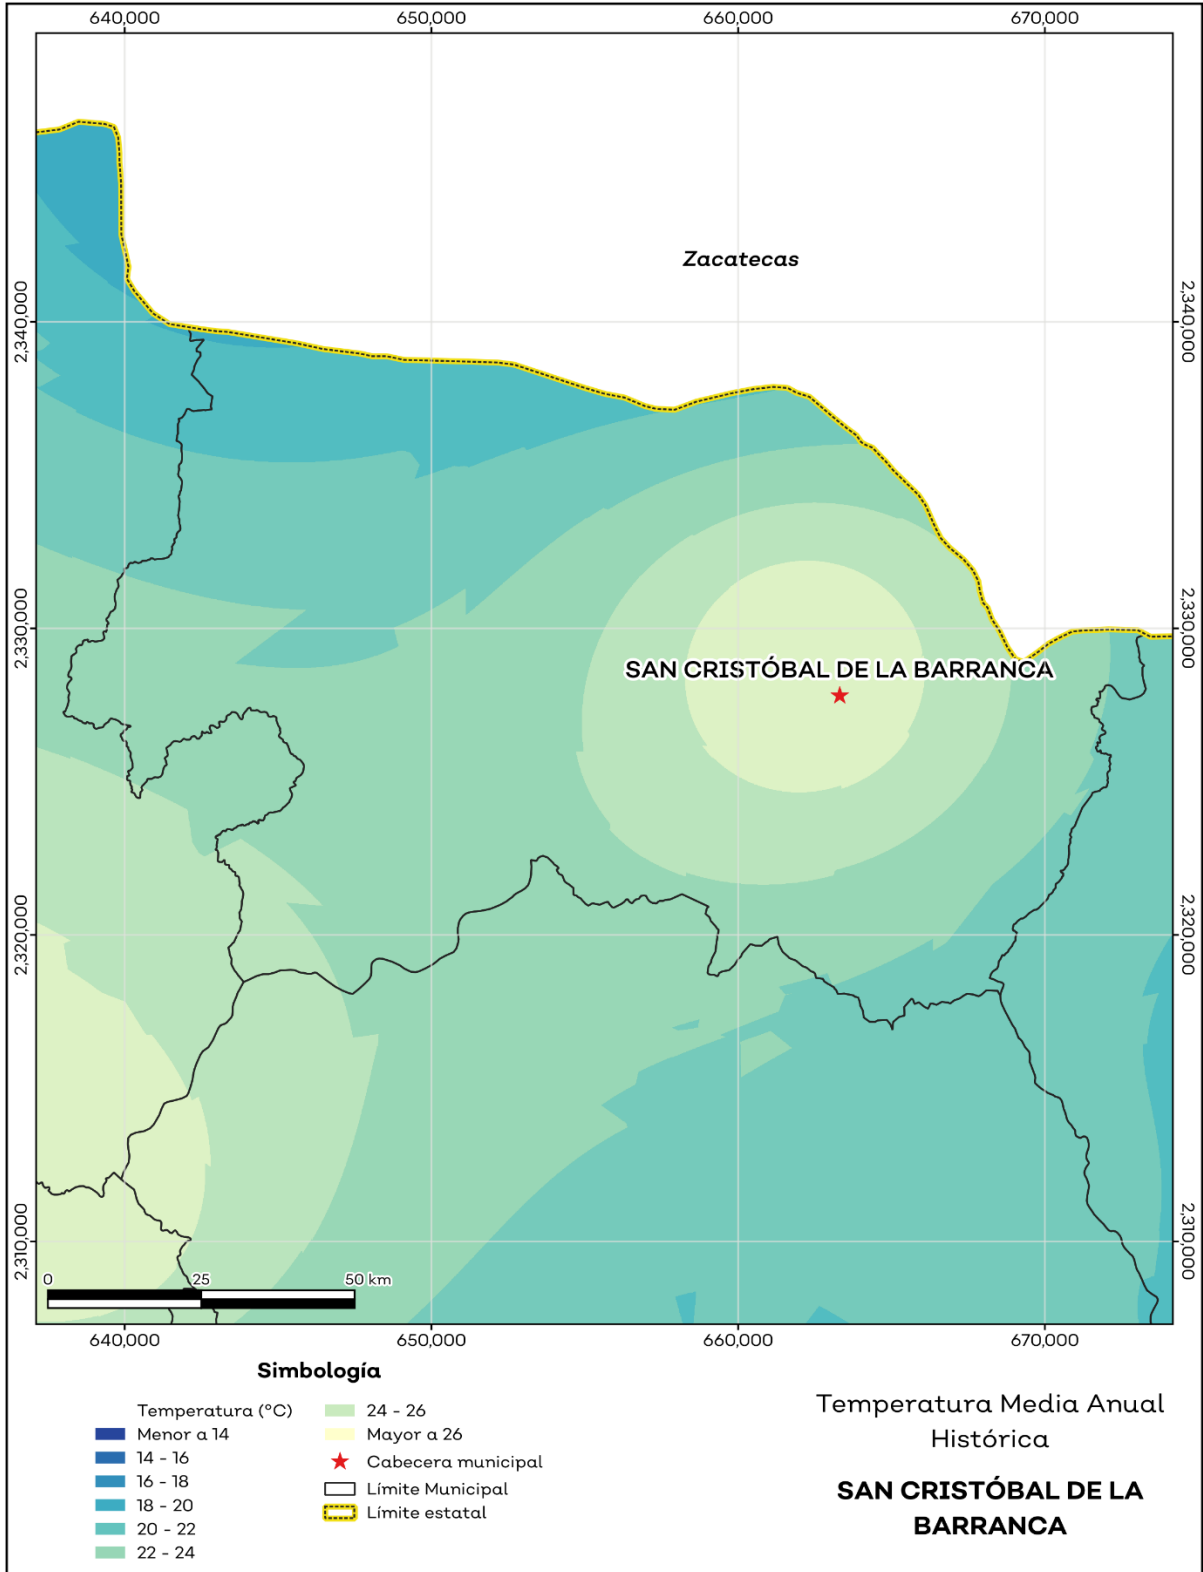 640,000 650,000 660,000 670,000
Zacatecas
2,340,000 2,340,000
2,330,000 2,330,000
SAN CRISTÓBAL DE LA BARRANCA
2,320,000 2,320,000
2,310,000 2,310,000
0 25 50 km
640,000 650,000 660,000 670,000
Simbología
Temperatura (°C)
Menor a 14
14 - 16
16 - 18
18 - 20
20 - 22
22 - 24
24 - 26
Mayor a 26
Cabecera municipal
Límite Municipal
Límite estatal
Temperatura Media Anual
Histórica
SAN CRISTÓBAL DE LA
BARRANCA